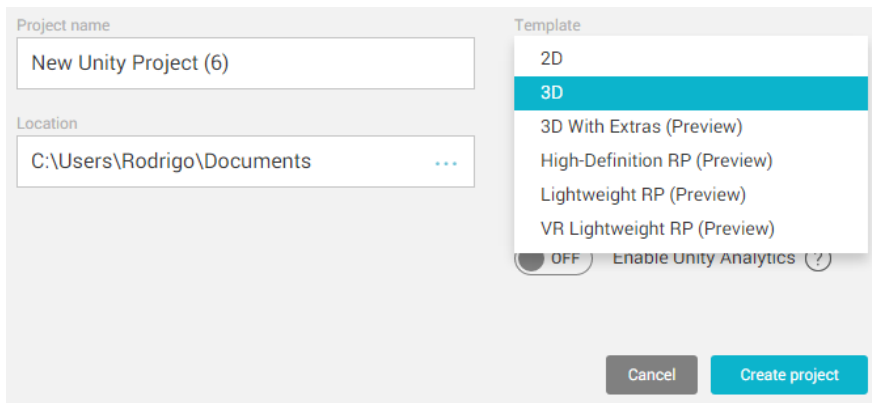 Project name
New Unity Project (6)
Location
C:\Users\Rodrigo\Documents
...
Template
2D
3D
3D With Extras (Preview)
High-Definition RP (Preview)
Lightweight RP (Preview)
VR Lightweight RP (Preview)
OFF Enable Unity Analytics ?
Cancel Create project